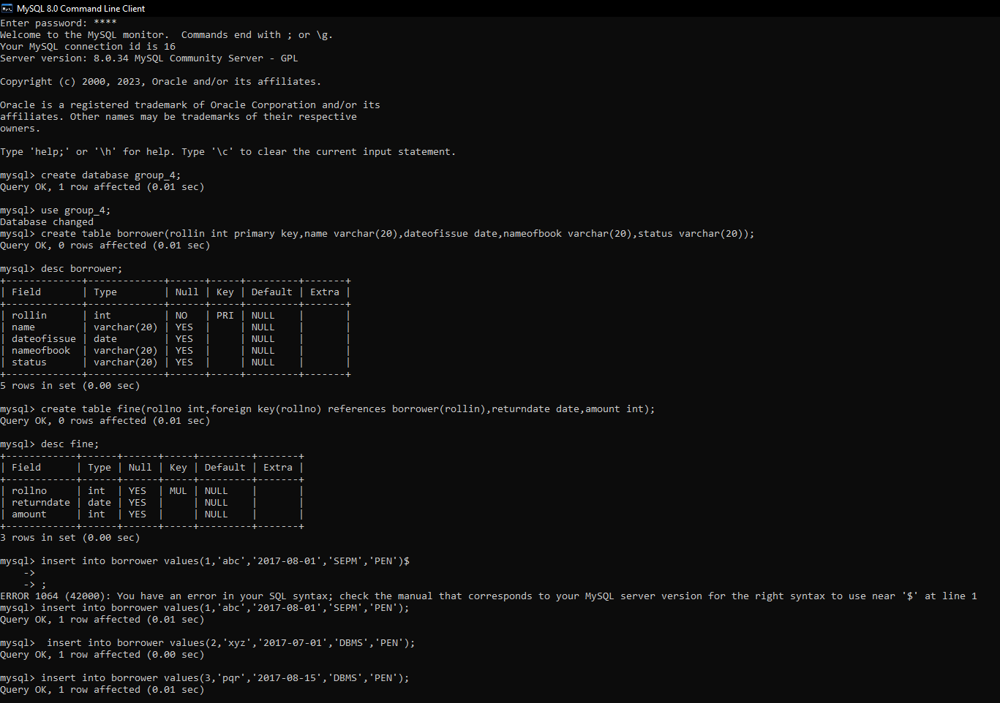 MySQL 8.0 Command Line Client
Enter password: ****
Welcome to the MySQL monitor.  Commands end with ; or \g.
Your MySQL connection id is 16
Server version: 8.0.34 MySQL Community Server - GPL
Copyright (c) 2000, 2023, Oracle and/or its affiliates.
Oracle is a registered trademark of Oracle Corporation and/or its
affiliates. Other names may be trademarks of their respective
owners.
Type 'help;' or '\h' for help. Type '\c' to clear the current input statement.
mysql> create database group_4;
Query OK, 1 row affected (0.01 sec)
mysql> use group_4;
Database changed
mysql> create table borrower(rollin int primary key,name varchar(20),dateofissue date,nameofbook varchar(20),status varchar(20));
Query OK, 0 rows affected (0.01 sec)
mysql> desc borrower;
+-------------+-------------+------+-----+---------+-------+
| Field       | Type        | Null | Key | Default | Extra |
+-------------+-------------+------+-----+---------+-------+
| rollin      | int         | NO   | PRI | NULL    |       |
| name        | varchar(20) | YES  |     | NULL    |       |
| dateofissue | date        | YES  |     | NULL    |       |
| nameofbook  | varchar(20) | YES  |     | NULL    |       |
| status      | varchar(20) | YES  |     | NULL    |       |
+-------------+-------------+------+-----+---------+-------+
5 rows in set (0.00 sec)
mysql> create table fine(rollno int,foreign key(rollno) references borrower(rollin),returndate date,amount int);
Query OK, 0 rows affected (0.01 sec)
mysql> desc fine;
+------------+------+------+-----+---------+-------+
| Field      | Type | Null | Key | Default | Extra |
+------------+------+------+-----+---------+-------+
| rollno     | int  | YES  | MUL | NULL    |       |
| returndate | date | YES  |     | NULL    |       |
| amount     | int  | YES  |     | NULL    |       |
+------------+------+------+-----+---------+-------+
3 rows in set (0.00 sec)
mysql> insert into borrower values(1,'abc','2017-08-01','SEPM','PEN')$
    ->
    -> ;
ERROR 1064 (42000): You have an error in your SQL syntax; check the manual that corresponds to your MySQL server version for the right syntax to use near '$' at line 1
mysql> insert into borrower values(1,'abc','2017-08-01','SEPM','PEN');
Query OK, 1 row affected (0.01 sec)
mysql>  insert into borrower values(2,'xyz','2017-07-01','DBMS','PEN');
Query OK, 1 row affected (0.00 sec)
mysql> insert into borrower values(3,'pqr','2017-08-15','DBMS','PEN');
Query OK, 1 row affected (0.01 sec)